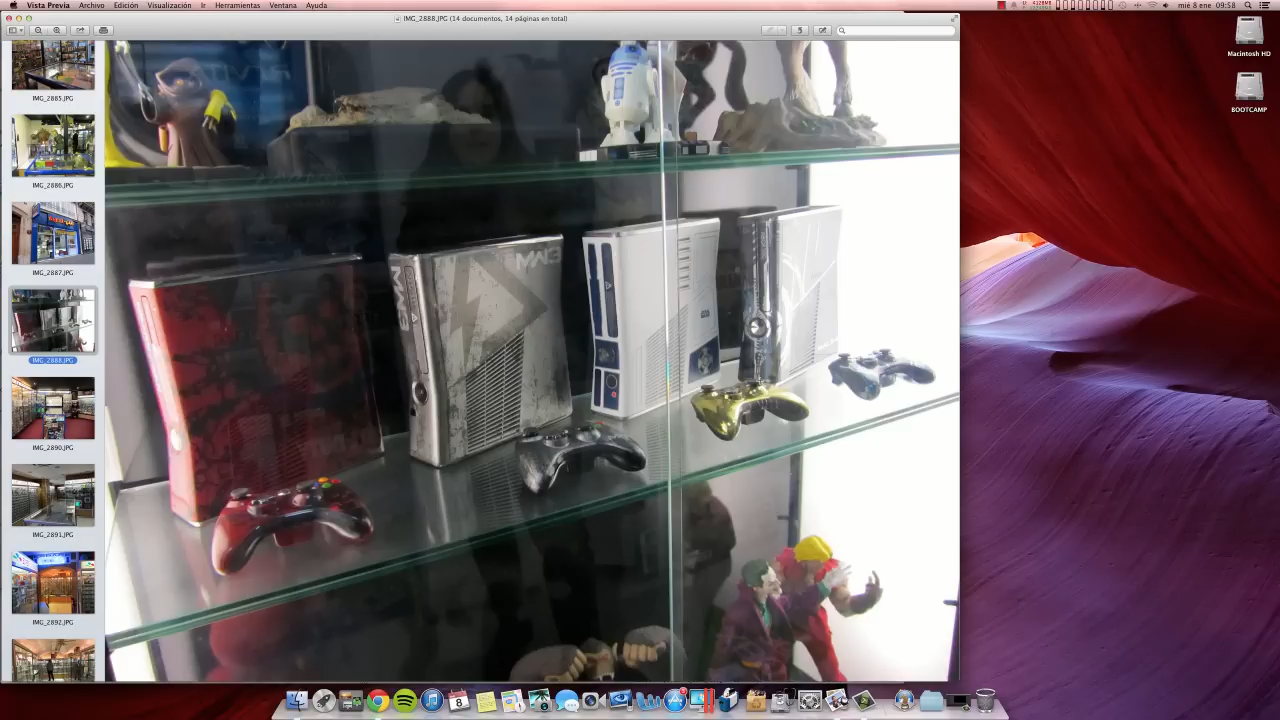 Vista Previa Archivo Edición Visualización Ir Herramientas Ventana Ayuda
mié 8 ene 09:58
IMG_2888.JPG (14 documentos, 14 páginas en total)
IMG_2885.JPG
IMG_2886.JPG
IMG_2887.JPG
IMG_2888.JPG
IMG_2890.JPG
IMG_2891.JPG
IMG_2892.JPG
MW3
Macintosh HD
BOOTCAMP
8